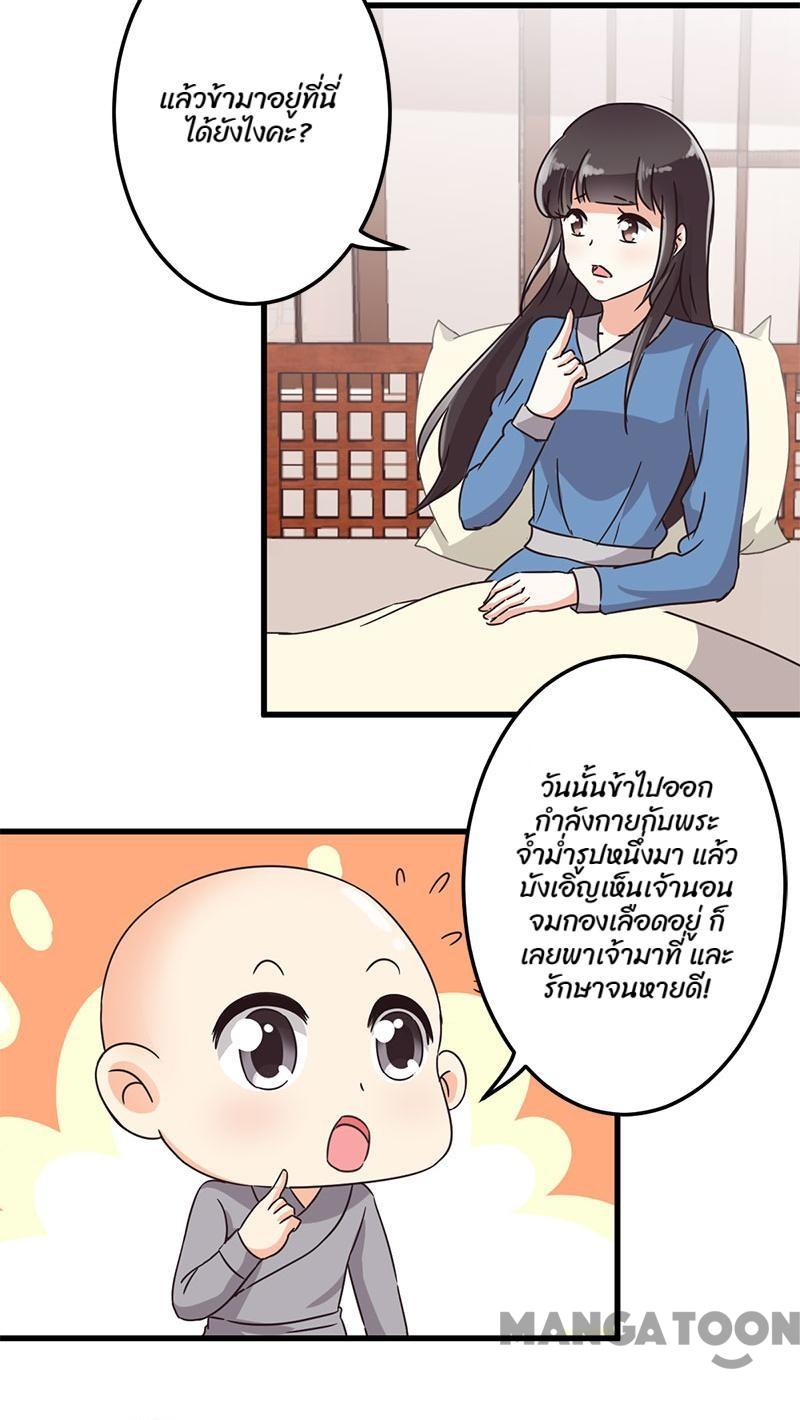 แล้วข้ามาอยู่ที่นี่
ได้ยังไงคะ?
วันนั้นข้าไปออก
กำลังกายกับพระ
จ้ำม่ำรูปหนึ่งมา แล้ว
บังเอิญเห็นเจ้านอน
จมกองเลือดอยู่ ก็
เลยพาเจ้ามาที่ และ
รักษาจนหายดี!
MANGATOON